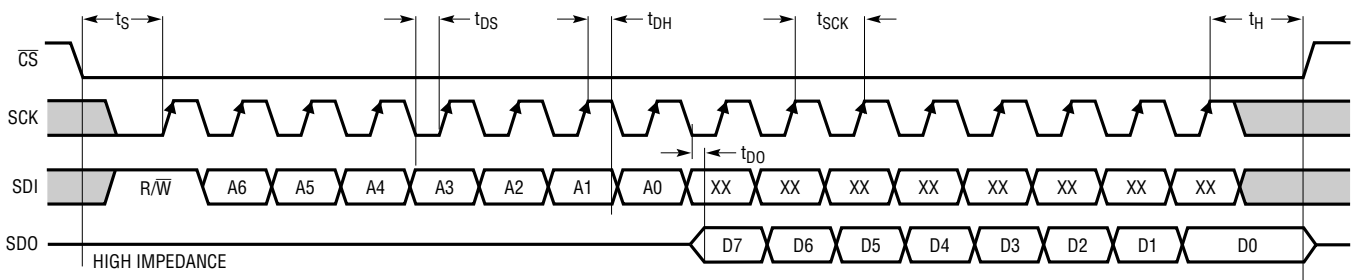 tS tDS tDH tSCK tH
C̅S̅
SCK
tDO
SDI R/W̅ A6 A5 A4 A3 A2 A1 A0 XX XX XX XX XX XX XX XX
SDO D7 D6 D5 D4 D3 D2 D1 D0
HIGH IMPEDANCE